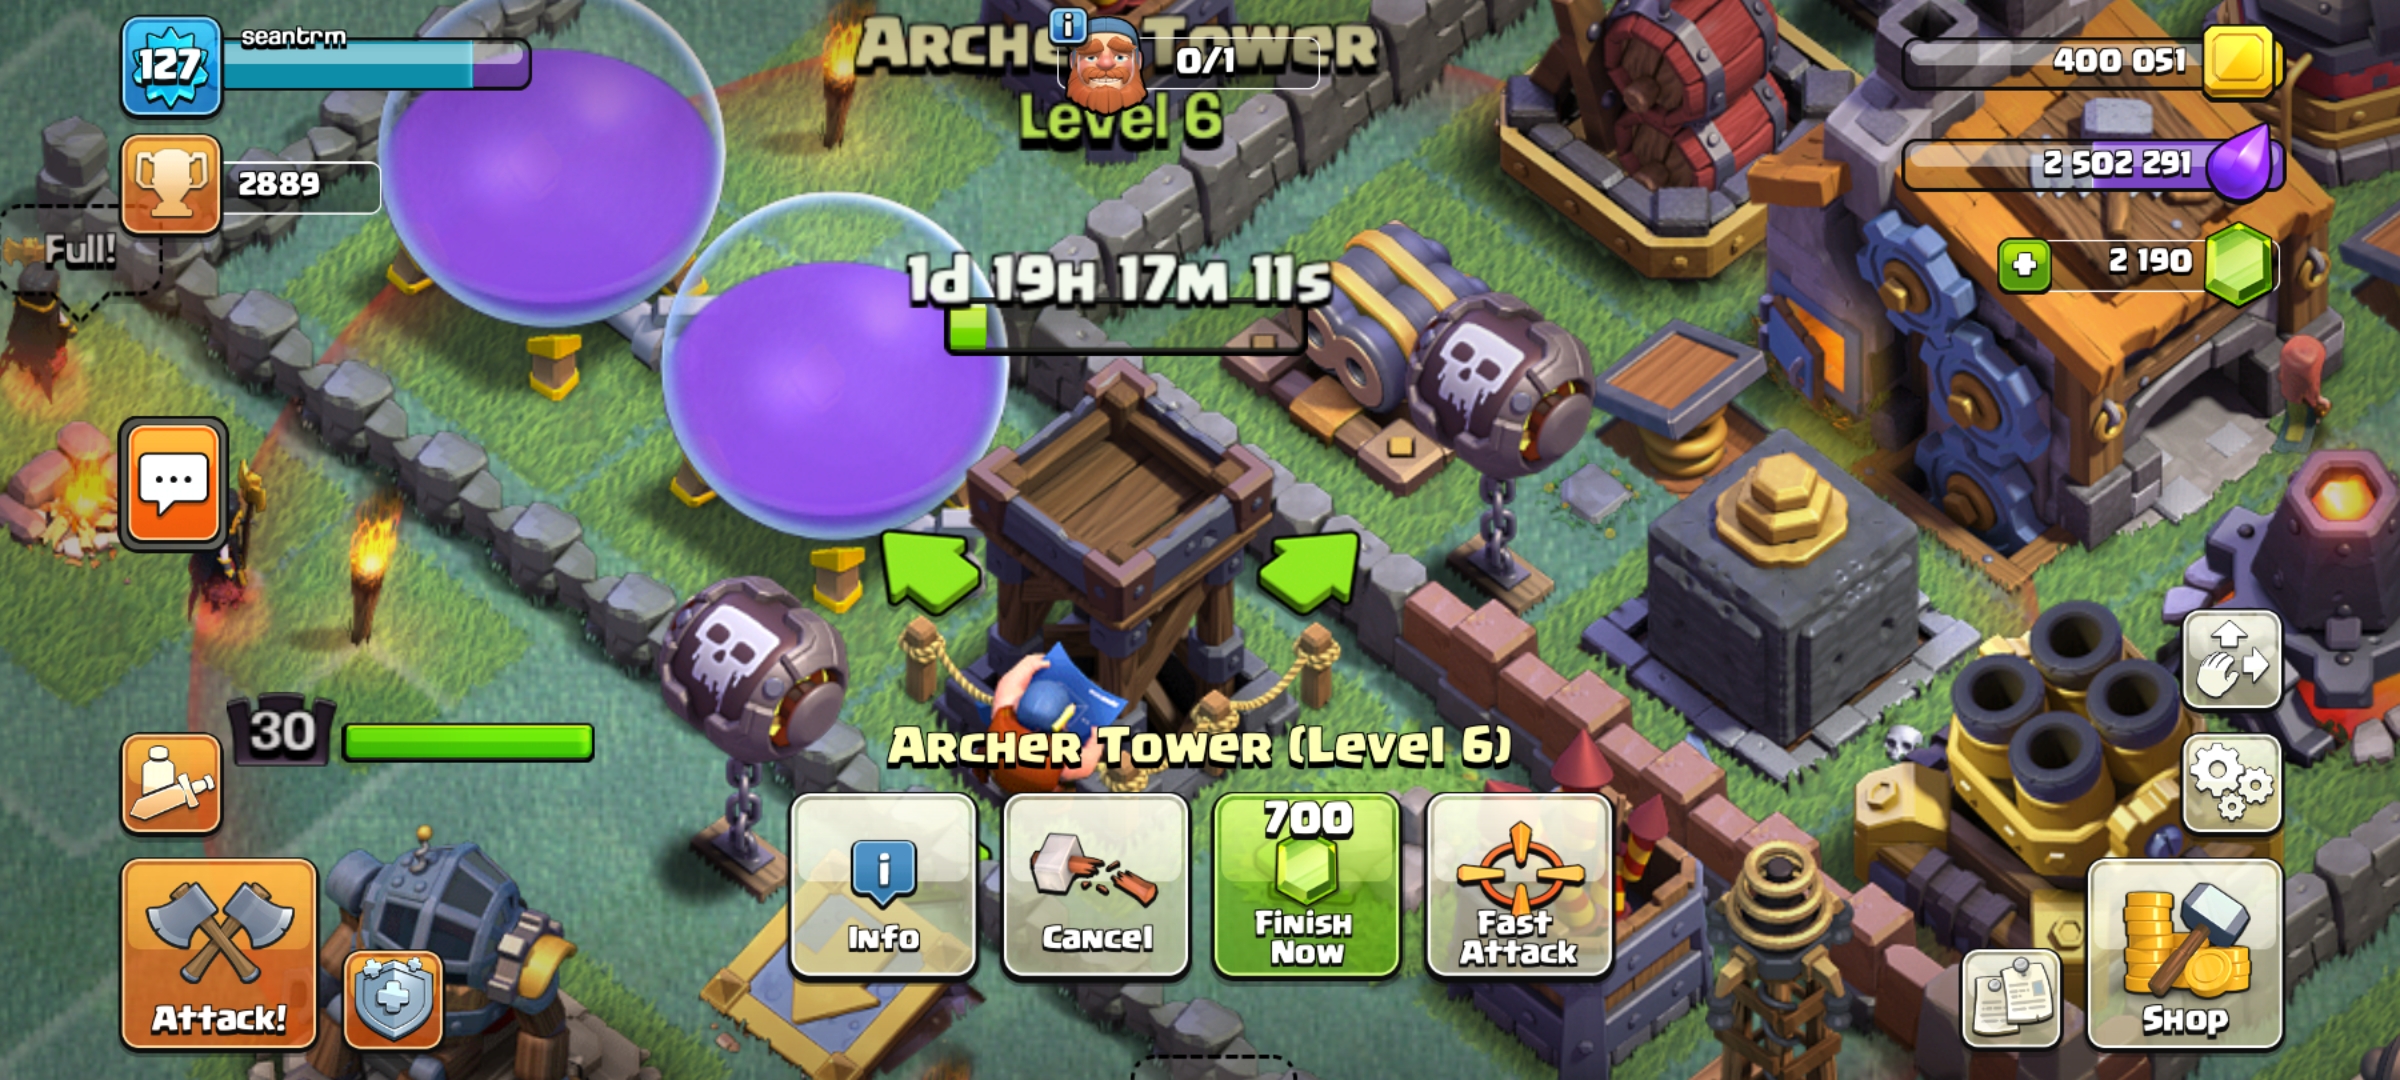 127
seantrm
Archer Tower
0/1
Level 6
400 051
2889
2 502 291
Full!
2 190
1d 19h 17m 11s
30
Archer Tower (Level 6)
Info
Cancel
700
Finish
Now
Fast
Attack
Attack!
Shop